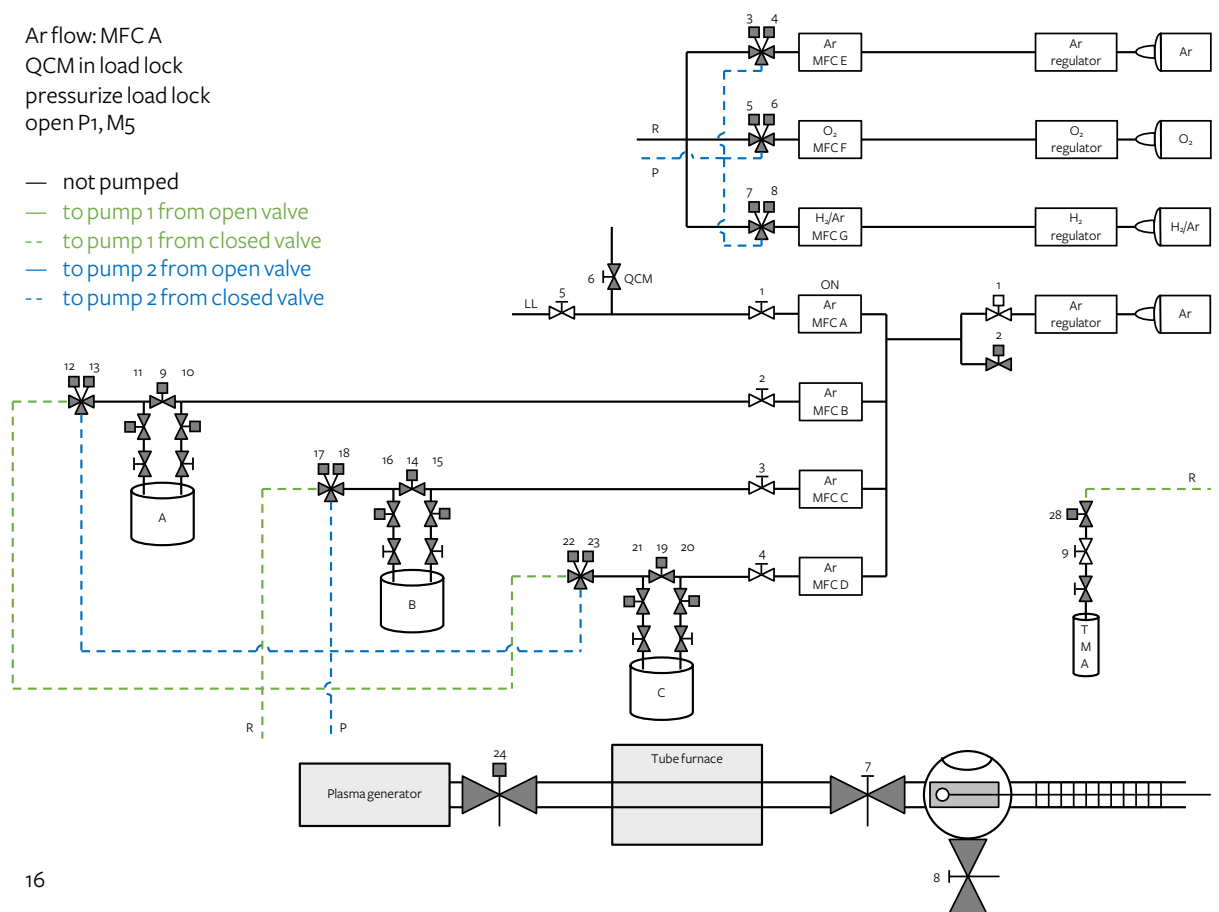 Ar flow: MFC A
QCM in load lock
pressurize load lock
open P1, M5
— not pumped
— to pump 1 from open valve
-- to pump 1 from closed valve
— to pump 2 from open valve
-- to pump 2 from closed valve
3 4
Ar
MFC E
Ar
regulator
Ar
5 6
R
P
O₂
MFC F
O₂
regulator
O₂
7 8
H₂/Ar
MFC G
H₂
regulator
H₂/Ar
6 QCM
LL 5
1
ON
Ar
MFC A
1
Ar
regulator
Ar
2
12 13
11 9 10
2
Ar
MFC B
A
17 18
16 14 15
3
Ar
MFC C
B
22 23
21 19 20
4
Ar
MFC D
C
R
28
9
T
M
A
R P
24
Plasma generator
Tube furnace
7
8
16